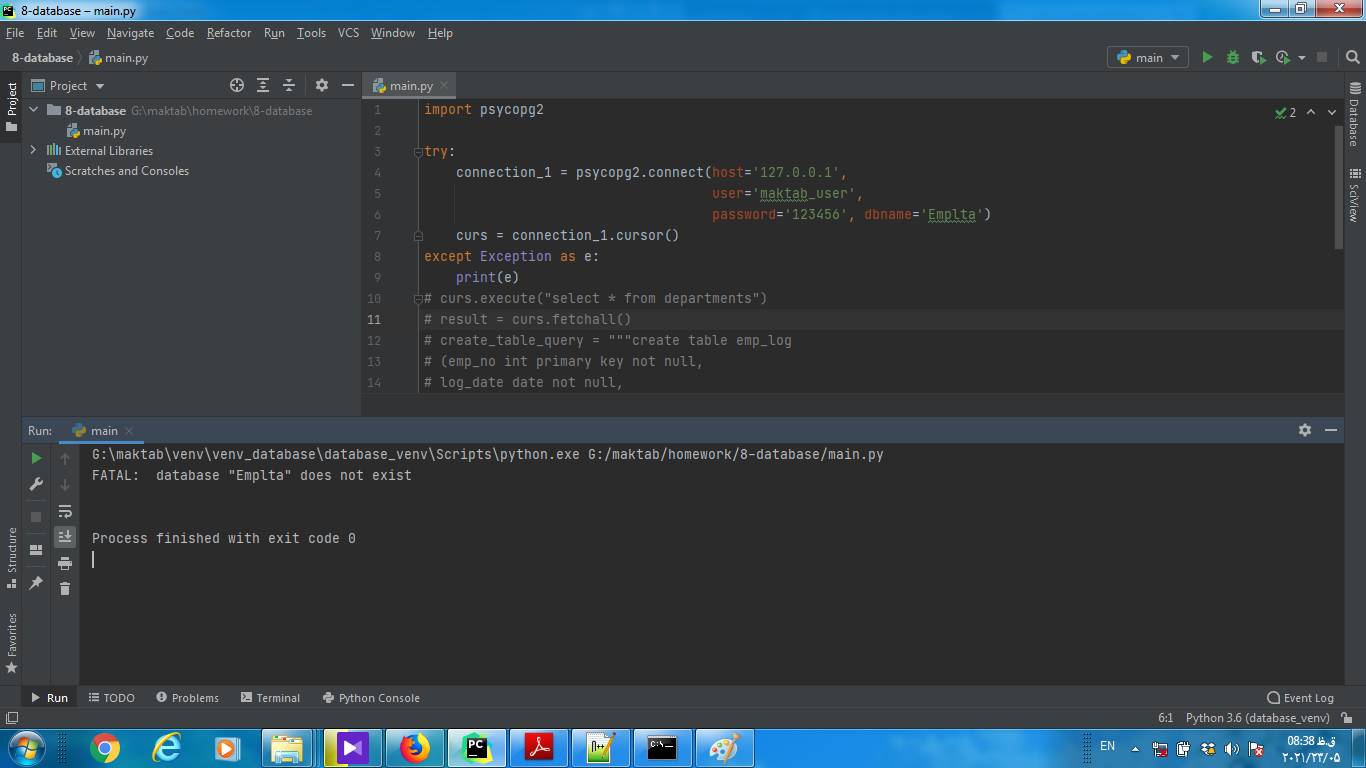 8-database – main.py
File Edit View Navigate Code Refactor Run Tools VCS Window Help
8-database main.py
main
Project
main.py
8-database G:\maktab\homework\8-database
main.py
External Libraries
Scratches and Consoles
Project
Structure
Favorites
Database
SciView
2
1 import psycopg2
2
3 try:
4 connection_1 = psycopg2.connect(host='127.0.0.1',
5 user='maktab_user',
6 password='123456', dbname='Emplta')
7 curs = connection_1.cursor()
8 except Exception as e:
9 print(e)
10 # curs.execute("select * from departments")
11 # result = curs.fetchall()
12 # create_table_query = """create table emp_log
13 # (emp_no int primary key not null,
14 # log_date date not null,
Run: main
G:\maktab\venv\venv_database\database_venv\Scripts\python.exe G:/maktab/homework/8-database/main.py
FATAL:  database "Emplta" does not exist
Process finished with exit code 0
Run TODO Problems Terminal Python Console Event Log
6:1 Python 3.6 (database_venv)
EN
08:38 ق.ظ
۲۰۲۱/۲۳/۰۵